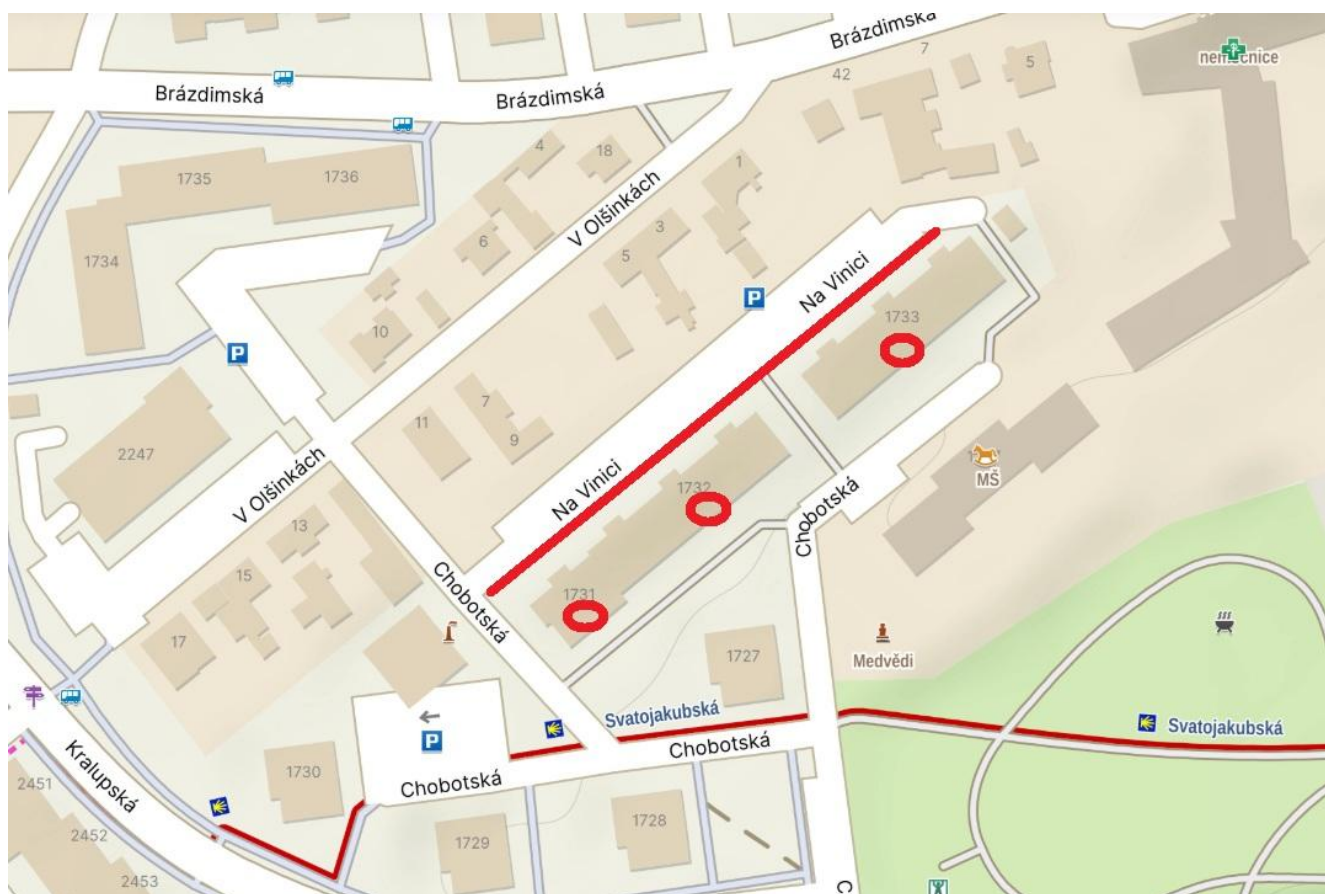 Brázdimská
7
nemocnice
42
5
Brázdimská
Brázdimská
4
18
1
1735
1736
V Olšinkách
3
6
5
1734
P
Na Vinici
1733
10
P
7
11
9
2247
MŠ
V Olšinkách
Na Vinici
1732
13
Chobotská
15
Chobotská
1731
17
1727
Medvědi
Svatojakubská
Svatojakubská
P
Chobotská
Kralupská
1730
Chobotská
2451
1728
2452
1729
2453
C